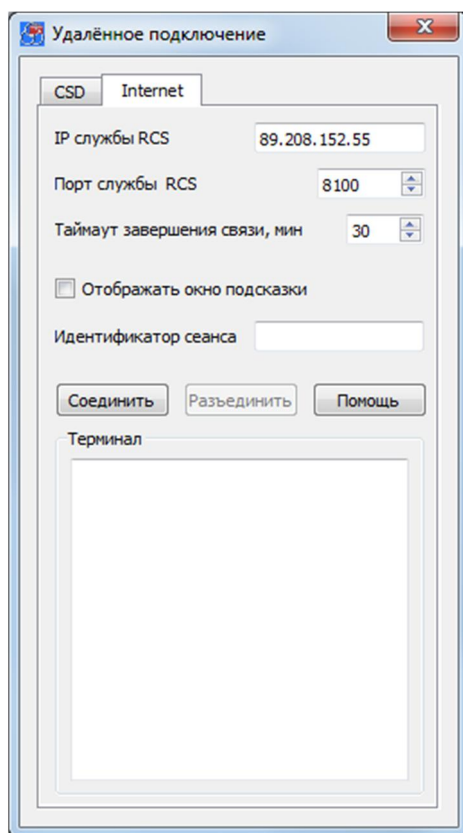 Удалённое подключение
CSD Internet
IP службы RCS 89.208.152.55
Порт службы RCS 8100
Таймаут завершения связи, мин 30
Отображать окно подсказки
Идентификатор сеанса
Соединить Разъединить Помощь
Терминал